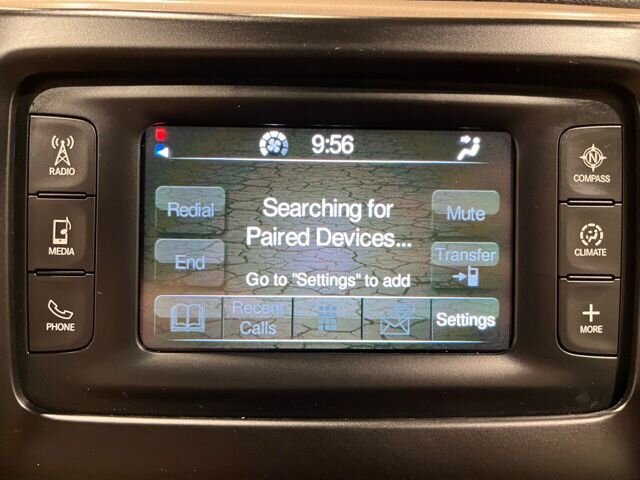 9:56
RADIO
MEDIA
PHONE
Redial
End
Searching for
Paired Devices...
Go to "Settings" to add
Mute
Transfer
Recent
Calls
Settings
N
COMPASS
CLIMATE
+
MORE